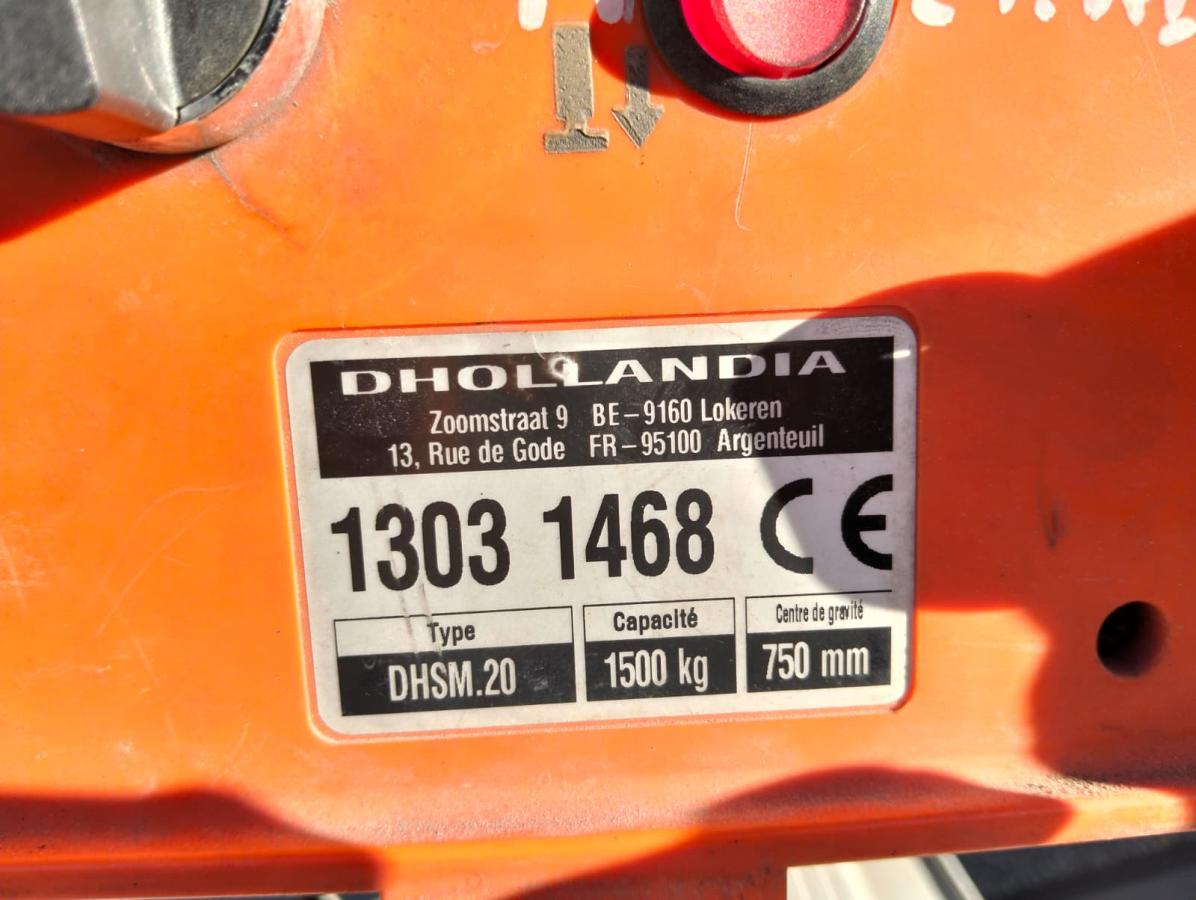 DHOLLANDIA
Zoomstraat 9 BE-9160 Lokeren
13, Rue de Gode FR-95100 Argenteuil
1303 1468 CE
Type Capacité Centre de gravité
DHSM.20 1500 kg 750 mm